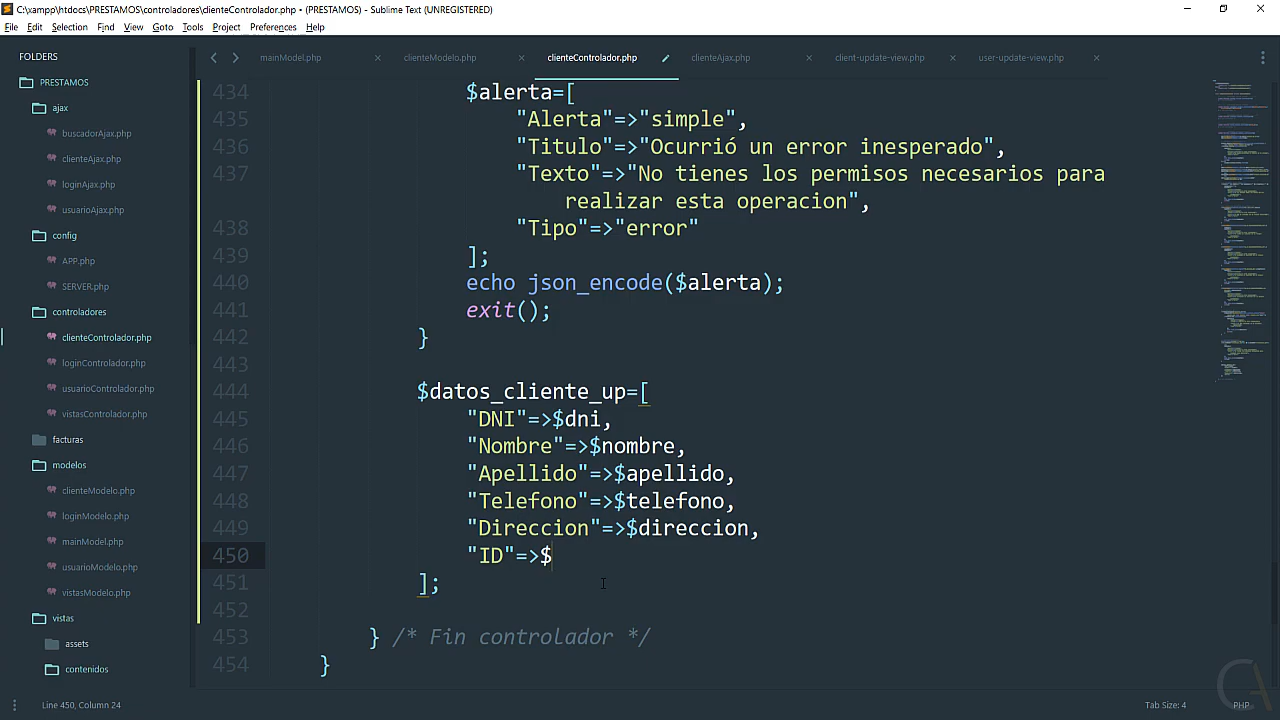 C:\xampp\htdocs\PRESTAMOS\controladores\clienteControlador.php • (PRESTAMOS) - Sublime Text (UNREGISTERED)
File Edit Selection Find View Goto Tools Project Preferences Help
FOLDERS
PRESTAMOS
ajax
buscadorAjax.php
clienteAjax.php
loginAjax.php
usuarioAjax.php
config
APP.php
SERVER.php
controladores
clienteControlador.php
loginControlador.php
usuarioControlador.php
vistasControlador.php
facturas
modelos
clienteModelo.php
loginModelo.php
mainModel.php
usuarioModelo.php
vistasModelo.php
vistas
assets
contenidos
mainModel.php clienteModelo.php clienteControlador.php clienteAjax.php client-update-view.php user-update-view.php
434 $alerta=[
435 "Alerta"=>"simple",
436 "Titulo"=>"Ocurrió un error inesperado",
437 "Texto"=>"No tienes los permisos necesarios para
realizar esta operacion",
438 "Tipo"=>"error"
439 ];
440 echo json_encode($alerta);
441 exit();
442 }
443
444 $datos_cliente_up=[
445 "DNI"=>$dni,
446 "Nombre"=>$nombre,
447 "Apellido"=>$apellido,
448 "Telefono"=>$telefono,
449 "Direccion"=>$direccion,
450 "ID"=>$
451 ];
452
453 } /* Fin controlador */
454 }
Line 450, Column 24 Tab Size: 4 PHP